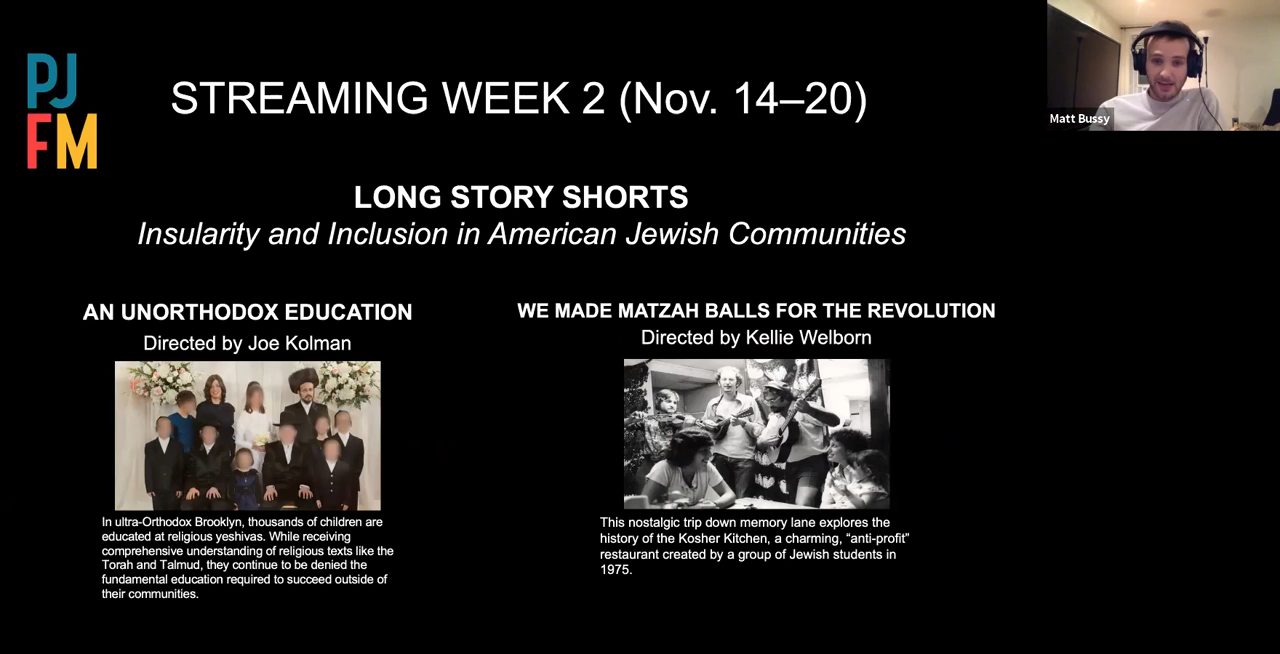 PJ
FM
STREAMING WEEK 2 (Nov. 14–20)
Matt Bussy
LONG STORY SHORTS
Insularity and Inclusion in American Jewish Communities
AN UNORTHODOX EDUCATION
Directed by Joe Kolman
In ultra-Orthodox Brooklyn, thousands of children are
educated at religious yeshivas. While receiving
comprehensive understanding of religious texts like the
Torah and Talmud, they continue to be denied the
fundamental education required to succeed outside of
their communities.
WE MADE MATZAH BALLS FOR THE REVOLUTION
Directed by Kellie Welborn
This nostalgic trip down memory lane explores the
history of the Kosher Kitchen, a charming, “anti-profit”
restaurant created by a group of Jewish students in
1975.